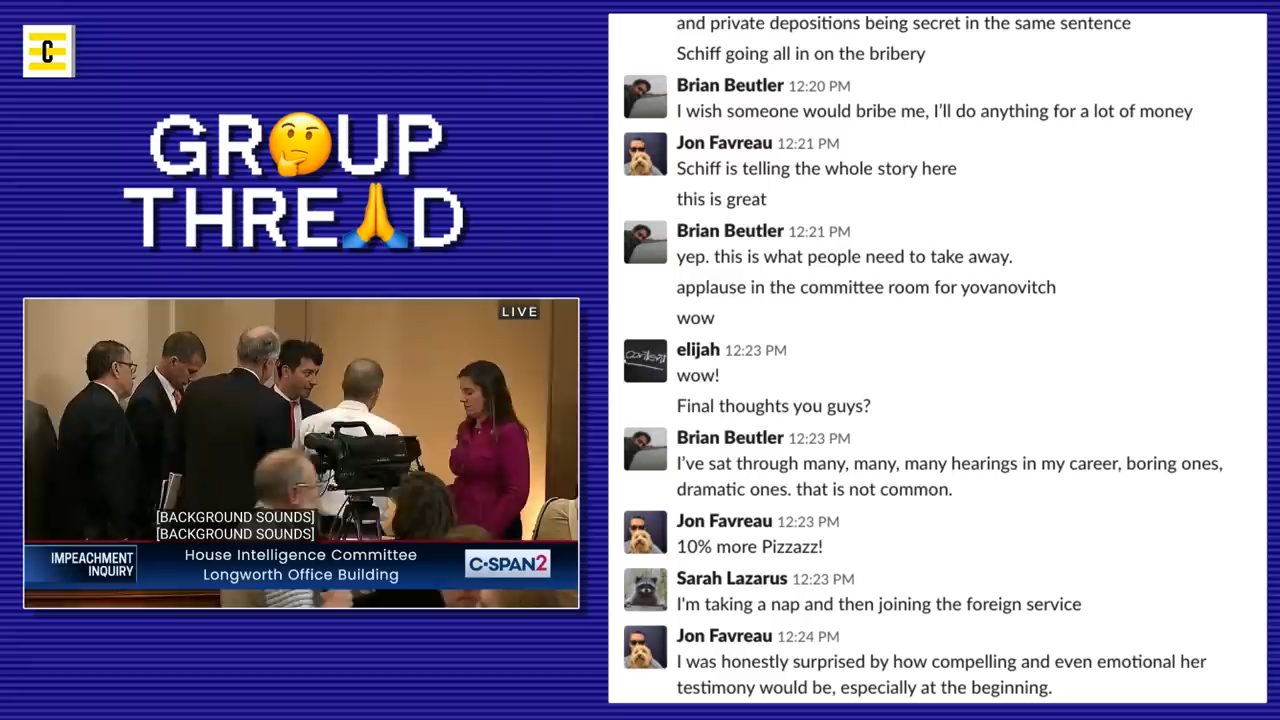 C
GR🤔UP
THRE🙏D
LIVE
[BACKGROUND SOUNDS]
[BACKGROUND SOUNDS]
IMPEACHMENT
INQUIRY
House Intelligence Committee
Longworth Office Building
C-SPAN2
and private depositions being secret in the same sentence
Schiff going all in on the bribery
Brian Beutler 12:20 PM
I wish someone would bribe me, I'll do anything for a lot of money
Jon Favreau 12:21 PM
Schiff is telling the whole story here
this is great
Brian Beutler 12:21 PM
yep. this is what people need to take away.
applause in the committee room for yovanovitch
wow
content
elijah 12:23 PM
wow!
Final thoughts you guys?
Brian Beutler 12:23 PM
I've sat through many, many, many hearings in my career, boring ones,
dramatic ones. that is not common.
Jon Favreau 12:23 PM
10% more Pizzazz!
Sarah Lazarus 12:23 PM
I'm taking a nap and then joining the foreign service
Jon Favreau 12:24 PM
I was honestly surprised by how compelling and even emotional her
testimony would be, especially at the beginning.